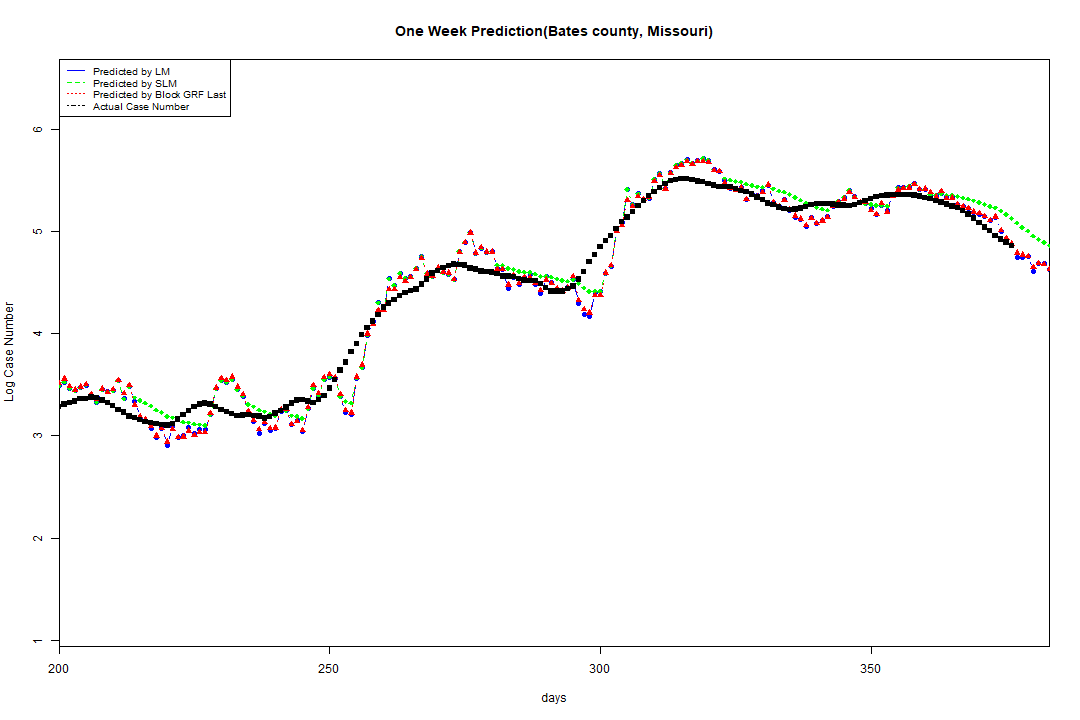 One Week Prediction(Bates county, Missouri)
Predicted by LM
Predicted by SLM
Predicted by Block GRF Last
Actual Case Number
6
5
4
3
2
1
Log Case Number
200
250
300
350
days